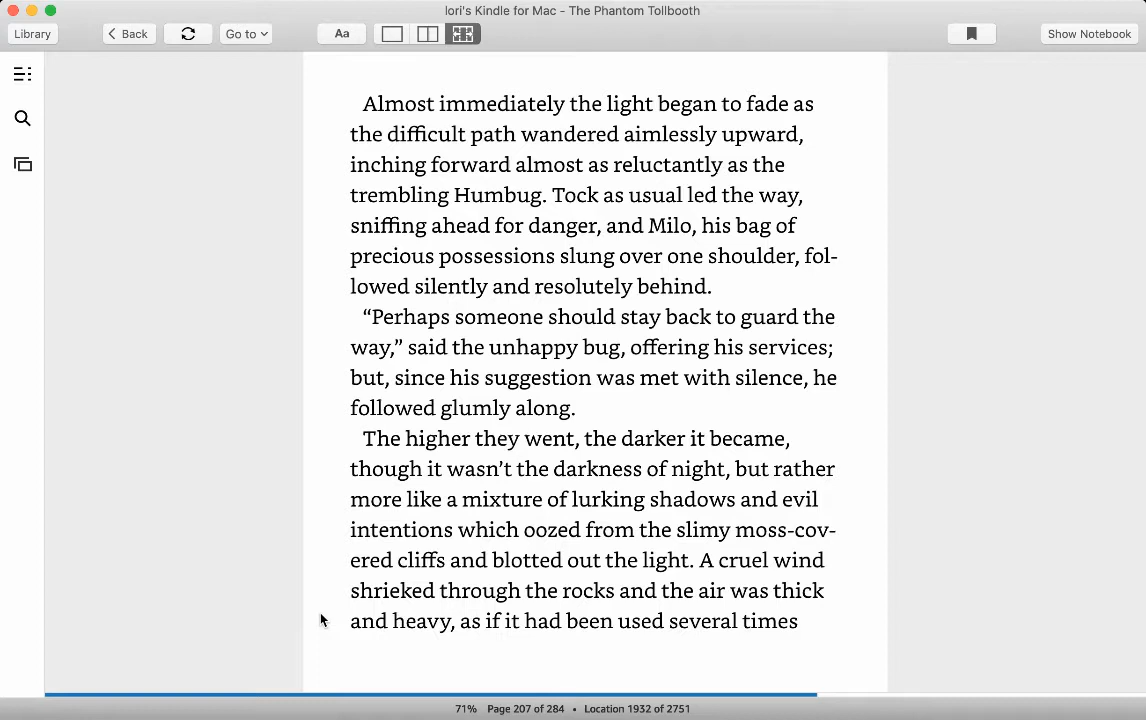 lori's Kindle for Mac - The Phantom Tollbooth
Library
Back
Go to
Aa
Show Notebook
Almost immediately the light began to fade as
the difficult path wandered aimlessly upward,
inching forward almost as reluctantly as the
trembling Humbug. Tock as usual led the way,
sniffing ahead for danger, and Milo, his bag of
precious possessions slung over one shoulder, fol-
lowed silently and resolutely behind.
“Perhaps someone should stay back to guard the
way,” said the unhappy bug, offering his services;
but, since his suggestion was met with silence, he
followed glumly along.
The higher they went, the darker it became,
though it wasn’t the darkness of night, but rather
more like a mixture of lurking shadows and evil
intentions which oozed from the slimy moss-cov-
ered cliffs and blotted out the light. A cruel wind
shrieked through the rocks and the air was thick
and heavy, as if it had been used several times
71% Page 207 of 284 • Location 1932 of 2751